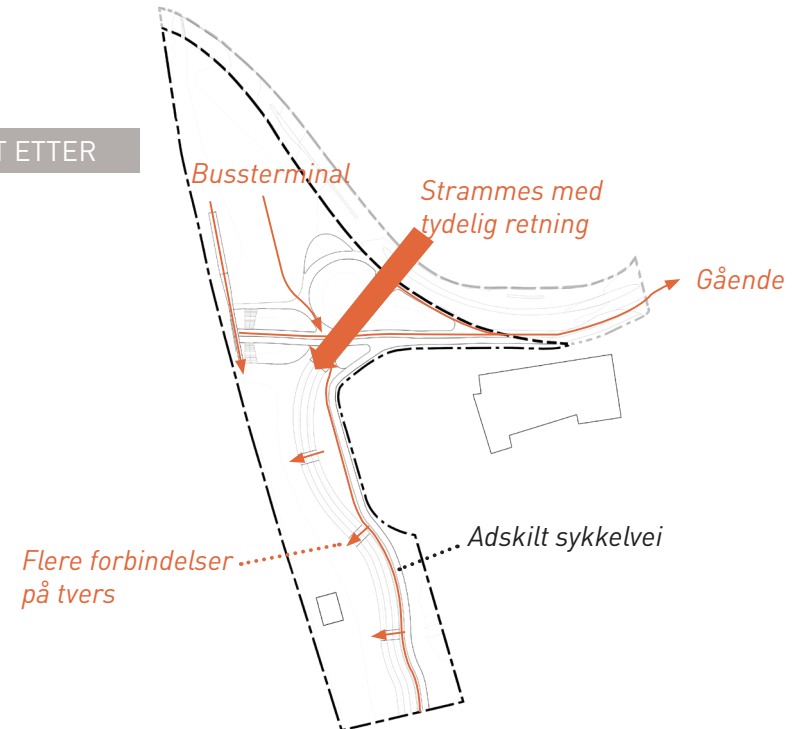 T ETTER
Bussterminal
Strammes med
tydelig retning
Gående
Adskilt sykkelvei
Flere forbindelser
på tvers